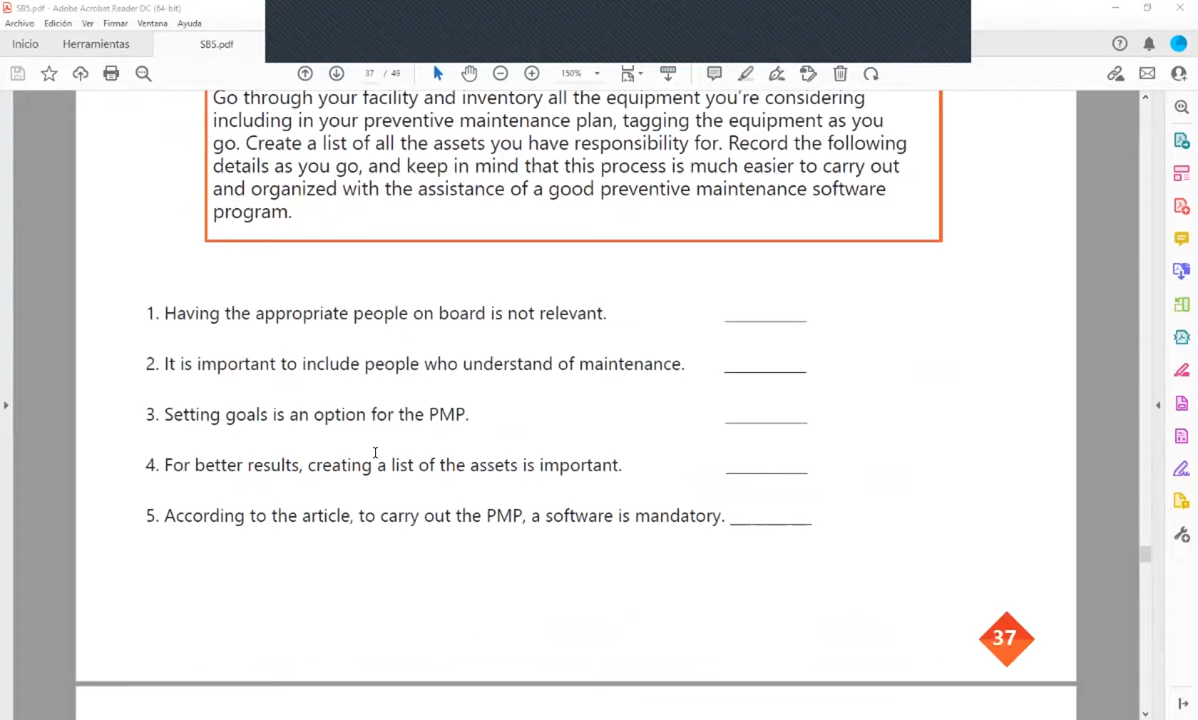 SB5.pdf - Adobe Acrobat Reader DC (64-bit)
Archivo Edición Ver Firmar Ventana Ayuda
Inicio Herramientas SB5.pdf
37 / 49 150%
Go through your facility and inventory all the equipment you're considering
including in your preventive maintenance plan, tagging the equipment as you
go. Create a list of all the assets you have responsibility for. Record the following
details as you go, and keep in mind that this process is much easier to carry out
and organized with the assistance of a good preventive maintenance software
program.
1. Having the appropriate people on board is not relevant. ________
2. It is important to include people who understand of maintenance. ________
3. Setting goals is an option for the PMP. ________
4. For better results, creating a list of the assets is important. ________
5. According to the article, to carry out the PMP, a software is mandatory. ________
37